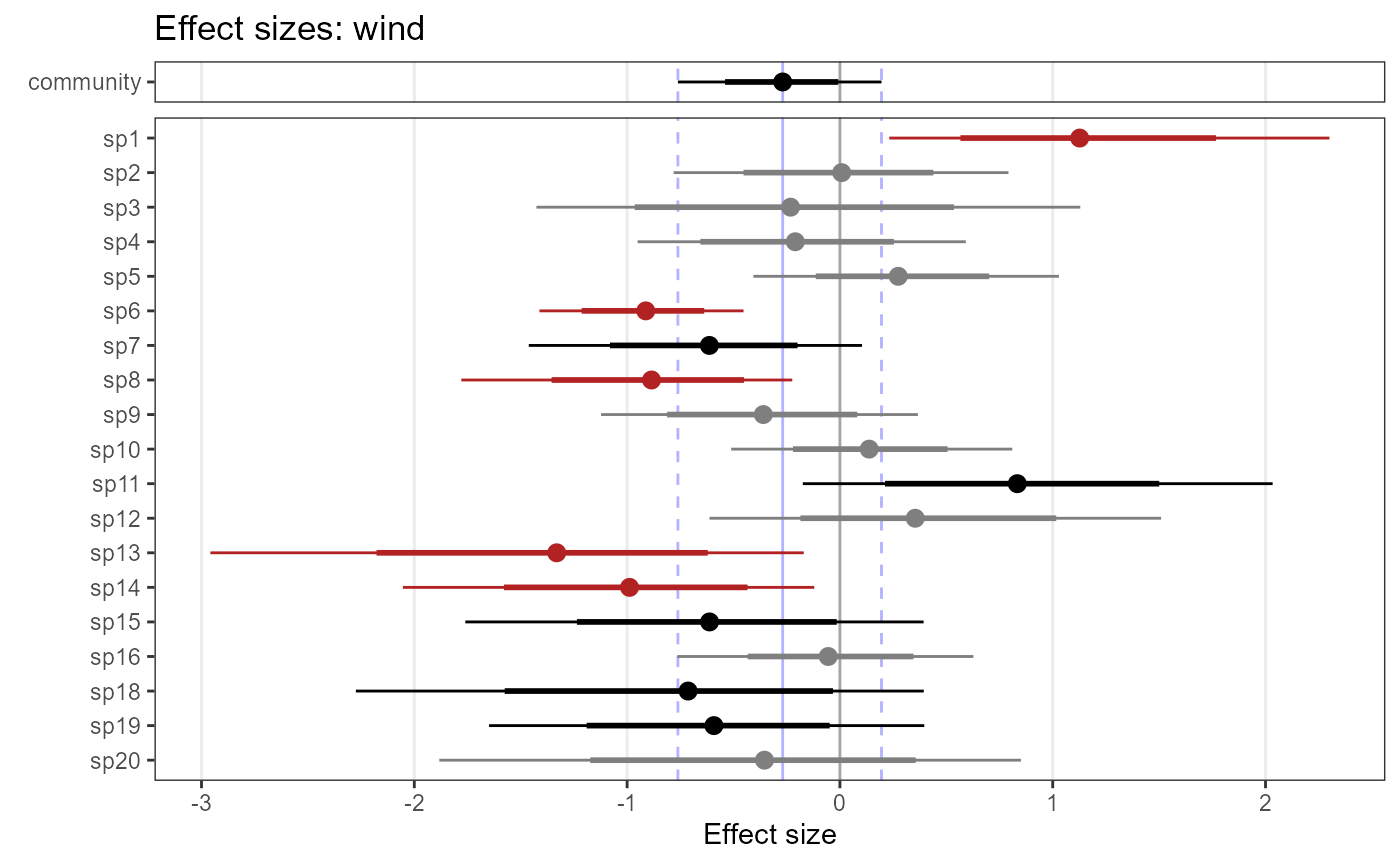 Effect sizes: wind
community
sp1
sp2
sp3
sp4
sp5
sp6
sp7
sp8
sp9
sp10
sp11
sp12
sp13
sp14
sp15
sp16
sp18
sp19
sp20
-3 -2 -1 0 1 2
Effect size